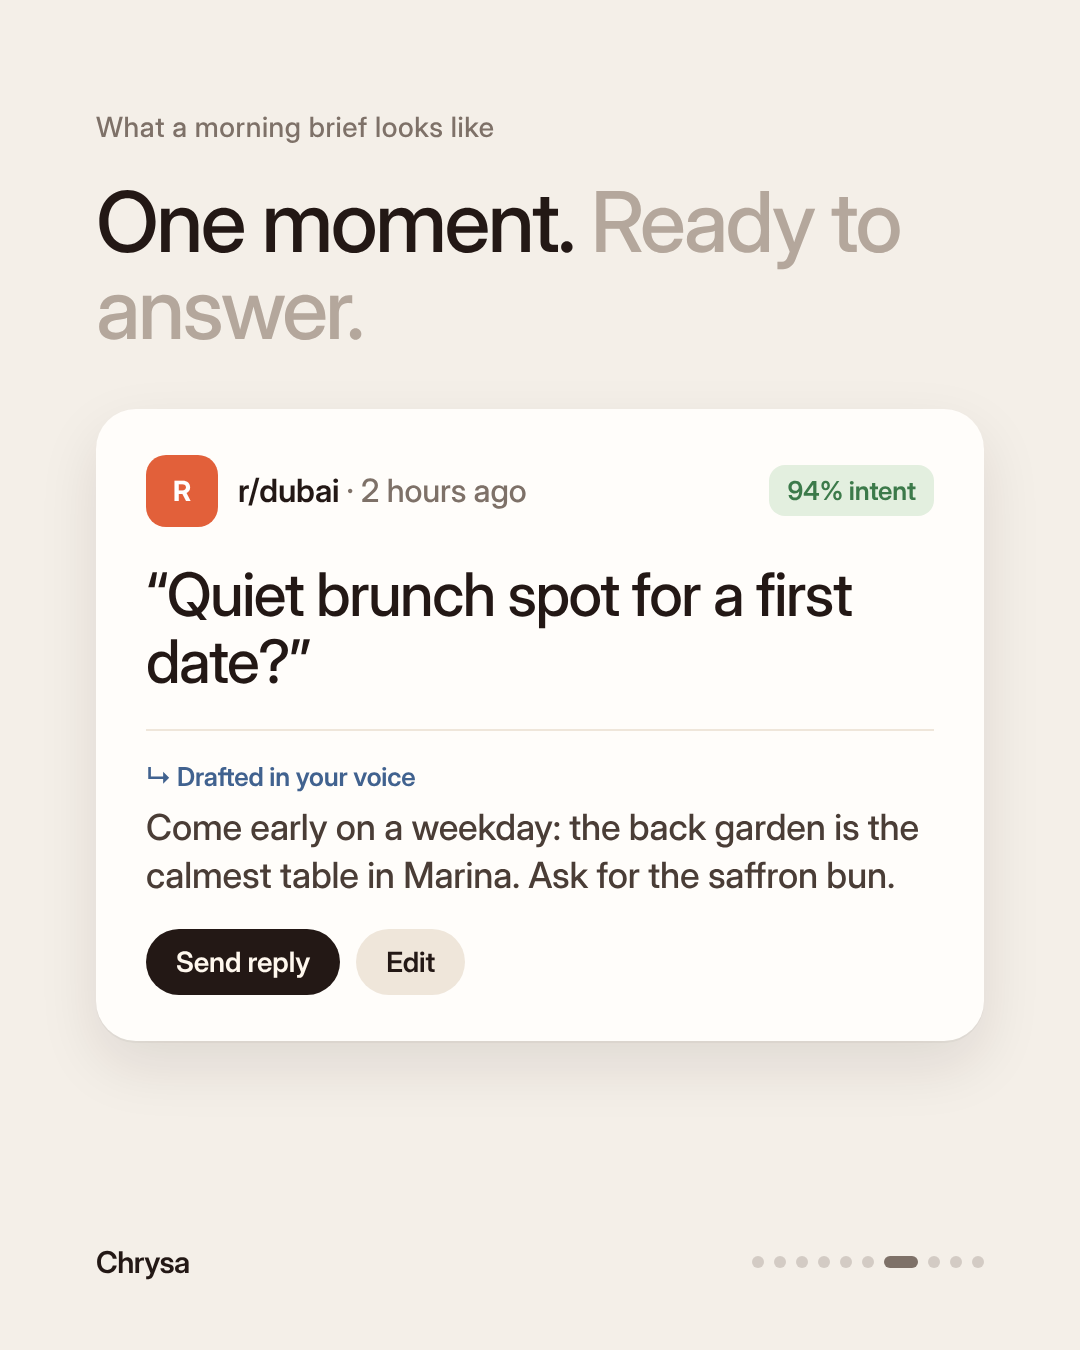 What a morning brief looks like
One moment. Ready to
answer.
R
r/dubai · 2 hours ago
94% intent
“Quiet brunch spot for a first
date?”
↳ Drafted in your voice
Come early on a weekday: the back garden is the
calmest table in Marina. Ask for the saffron bun.
Send reply
Edit
Chrysa